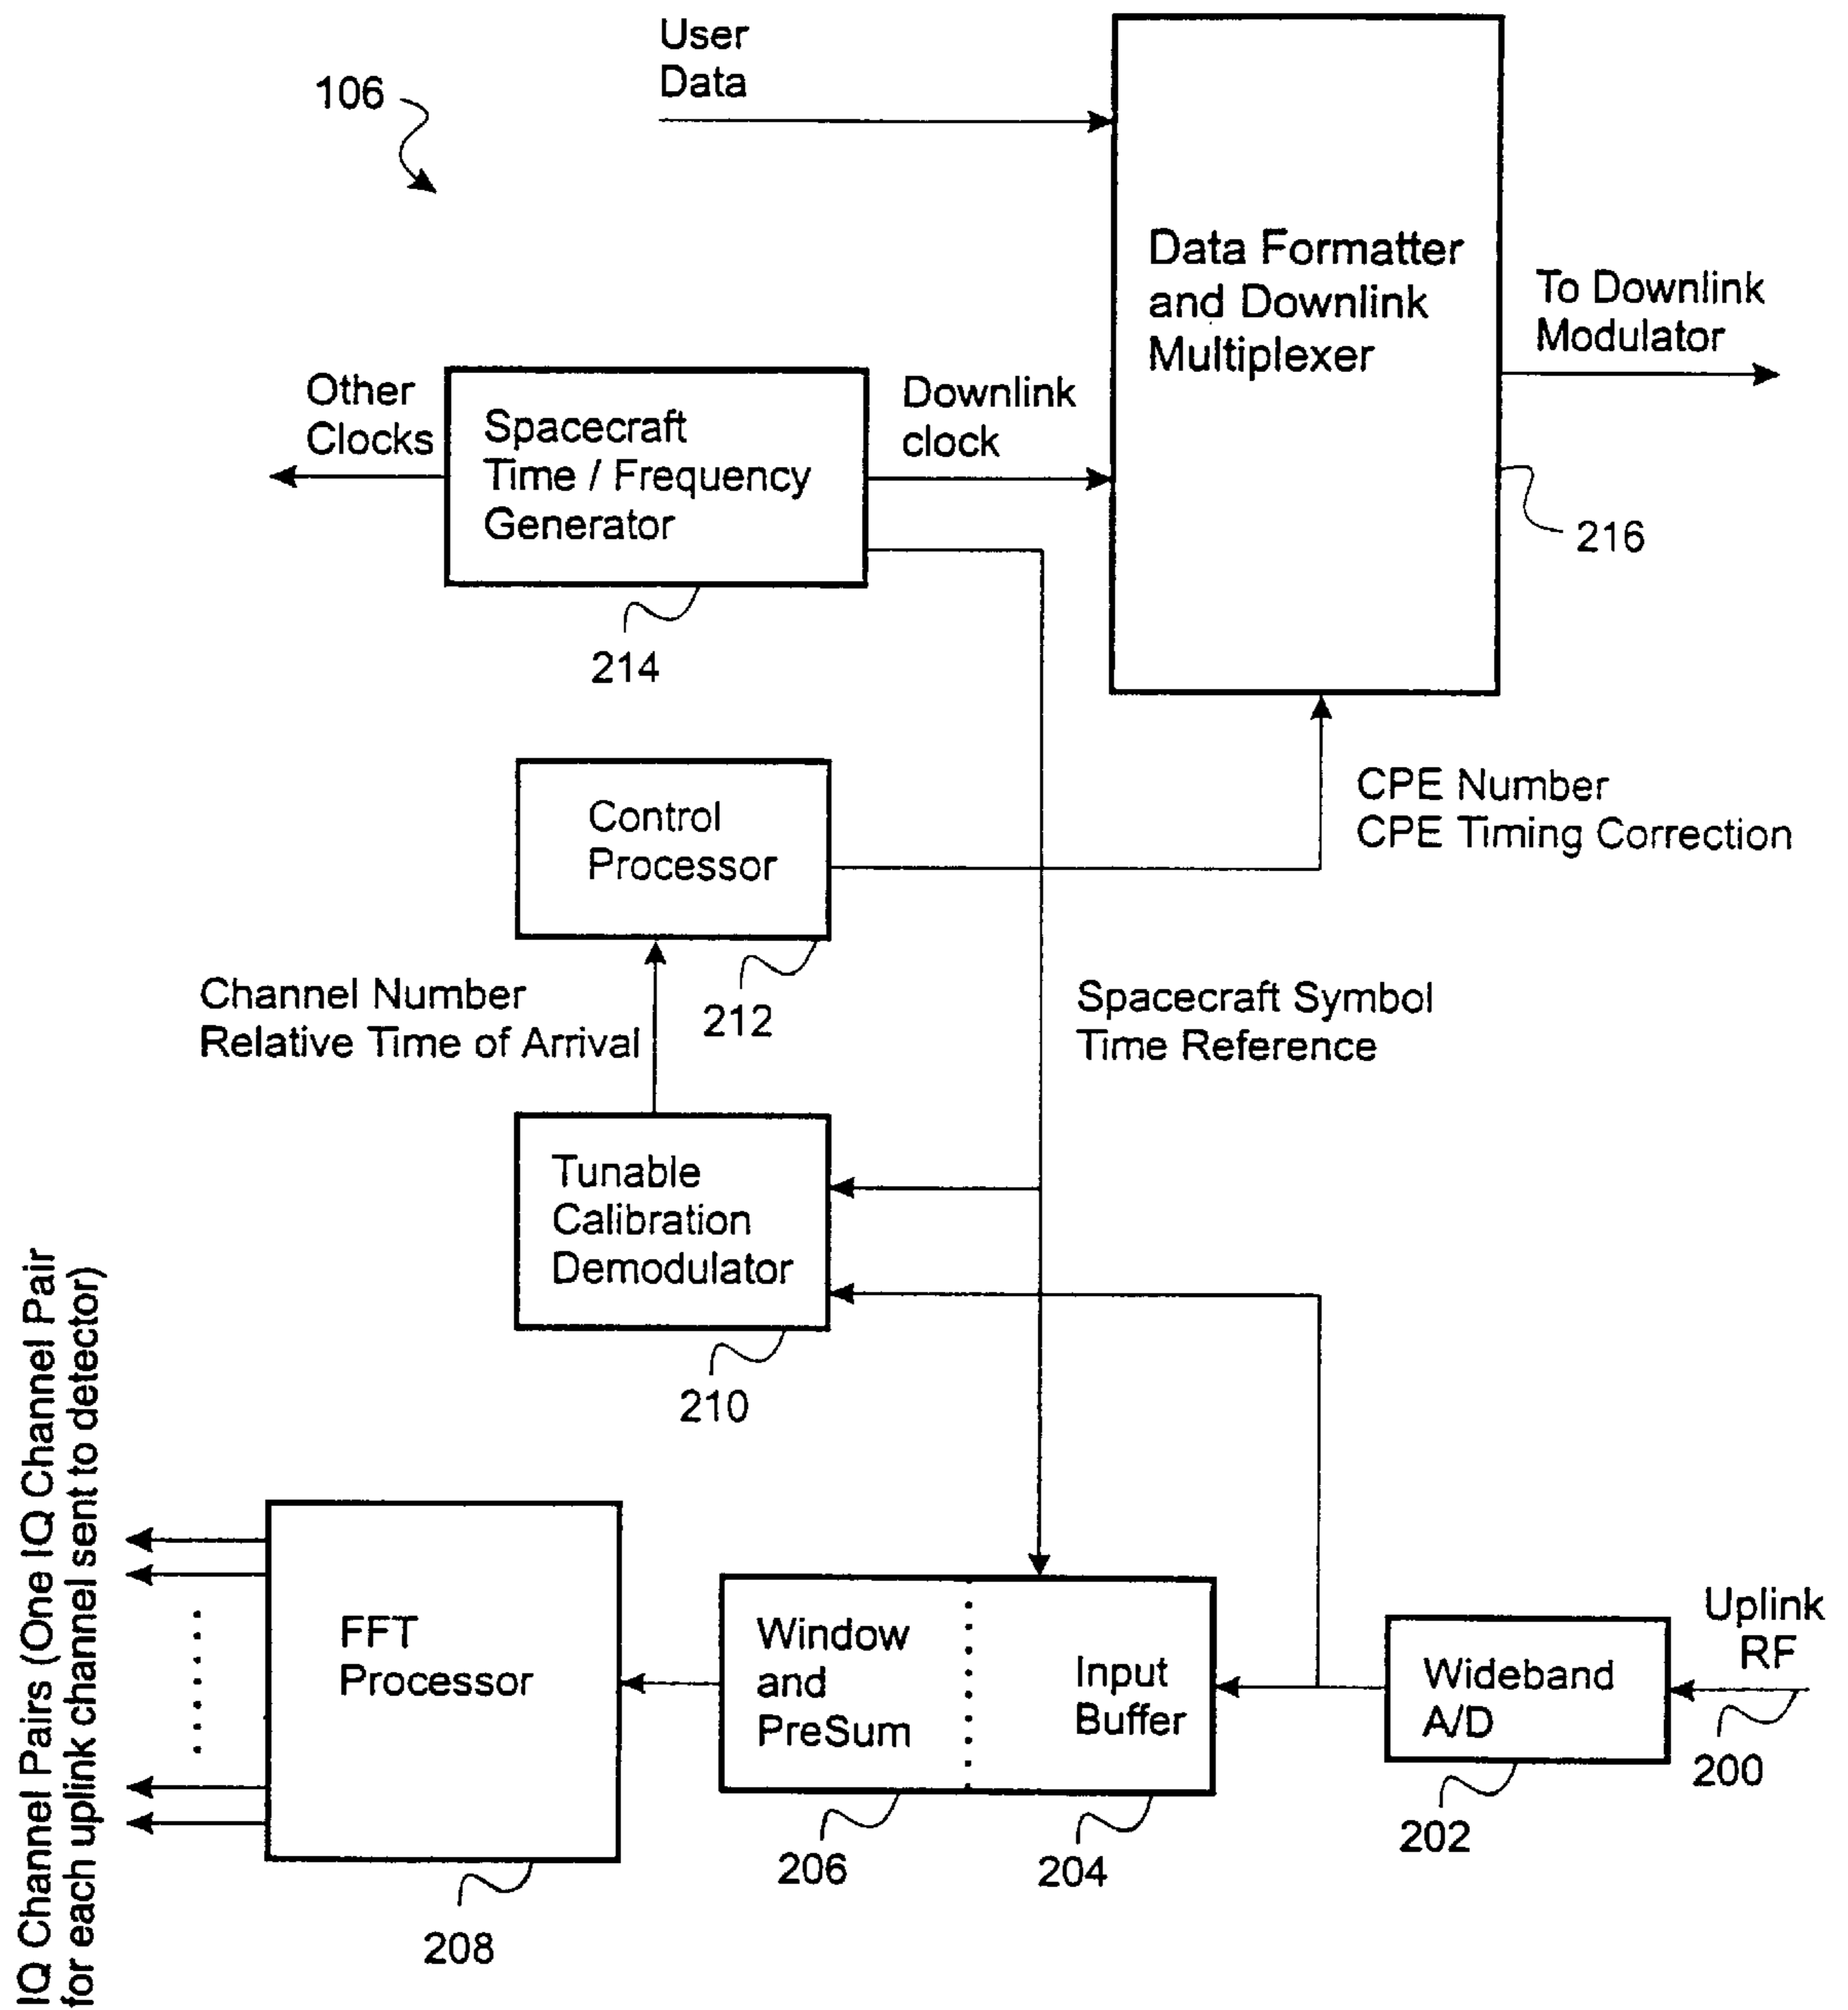 User
Data
106
Data Formatter
and Downlink
Multiplexer
To Downlink
Modulator
Other
Clocks
Spacecraft
Time / Frequency
Generator
Downlink
clock
216
214
Control
Processor
CPE Number
CPE Timing Correction
Channel Number
Relative Time of Arrival
212
Spacecraft Symbol
Time Reference
Tunable
Calibration
Demodulator
210
IQ Channel Pairs (One IQ Channel Pair
for each uplink channel sent to detector)
FFT
Processor
Window
and
PreSum
Input
Buffer
Wideband
A/D
Uplink
RF
200
202
204
206
208